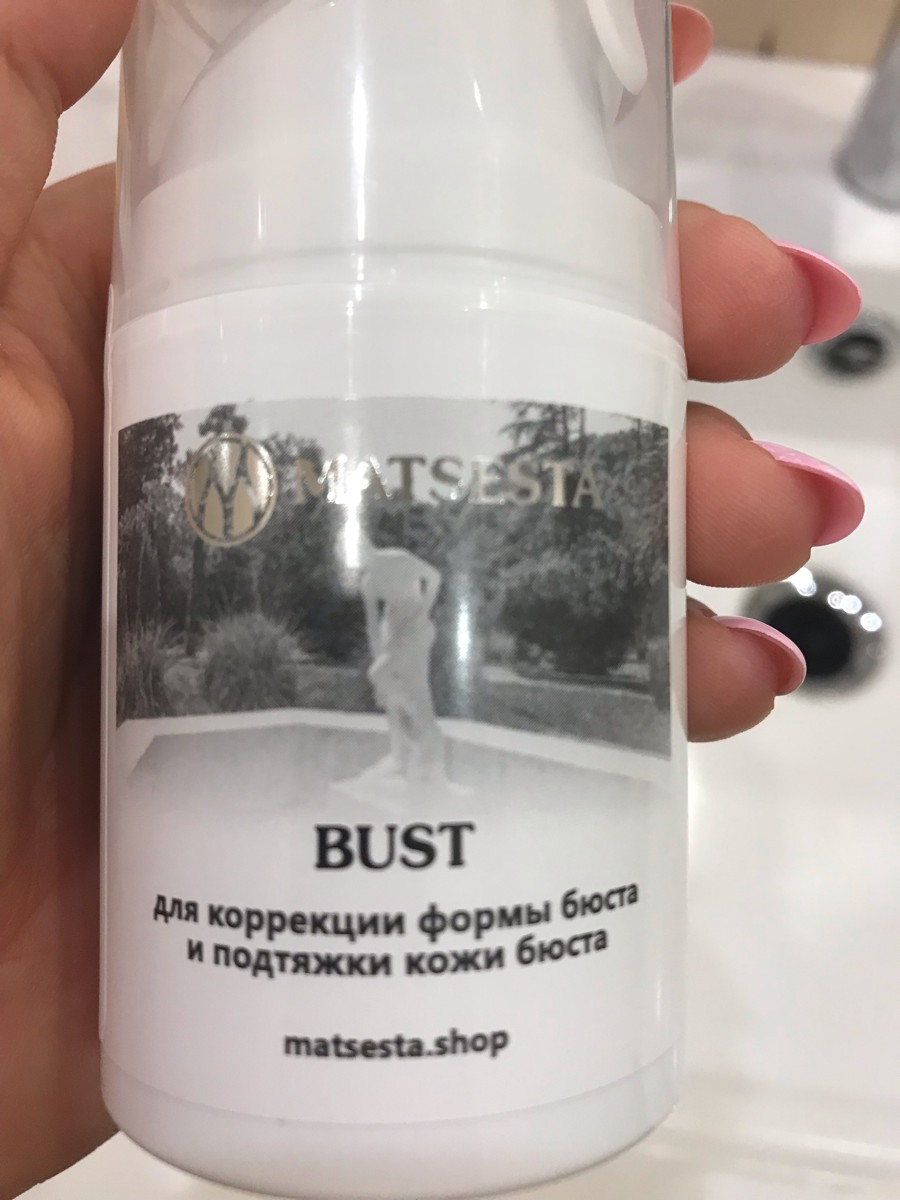 MATSESTA
BUST
для коррекции формы бюста
и подтяжки кожи бюста
matsesta.shop